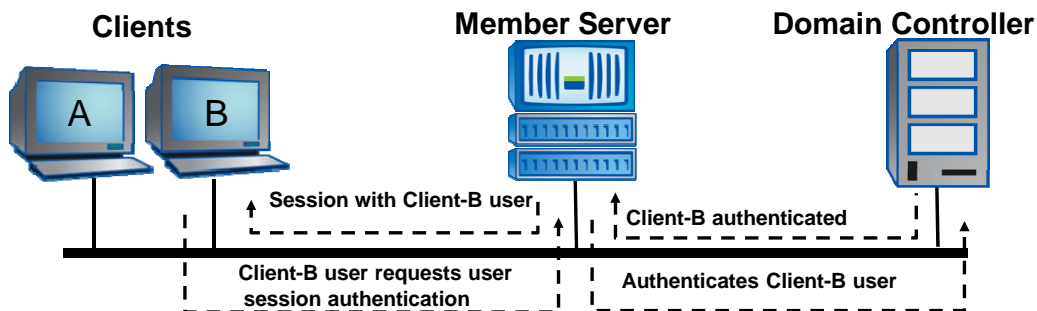 Clients
Member Server
Domain Controller
A
B
Session with Client-B user
Client-B authenticated
Client-B user requests user
session authentication
Authenticates Client-B user